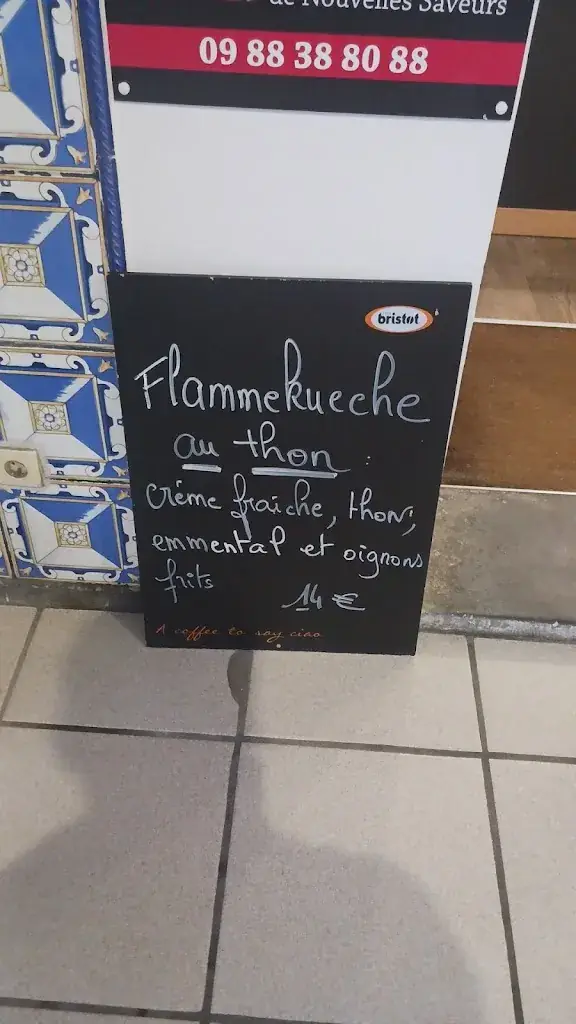 de Nouvelles Saveurs
09 88 38 80 88
bristot
Flammekueche
au thon :
crème fraiche, thon,
emmental et oignons
frits
14 €
A coffee to say ciao